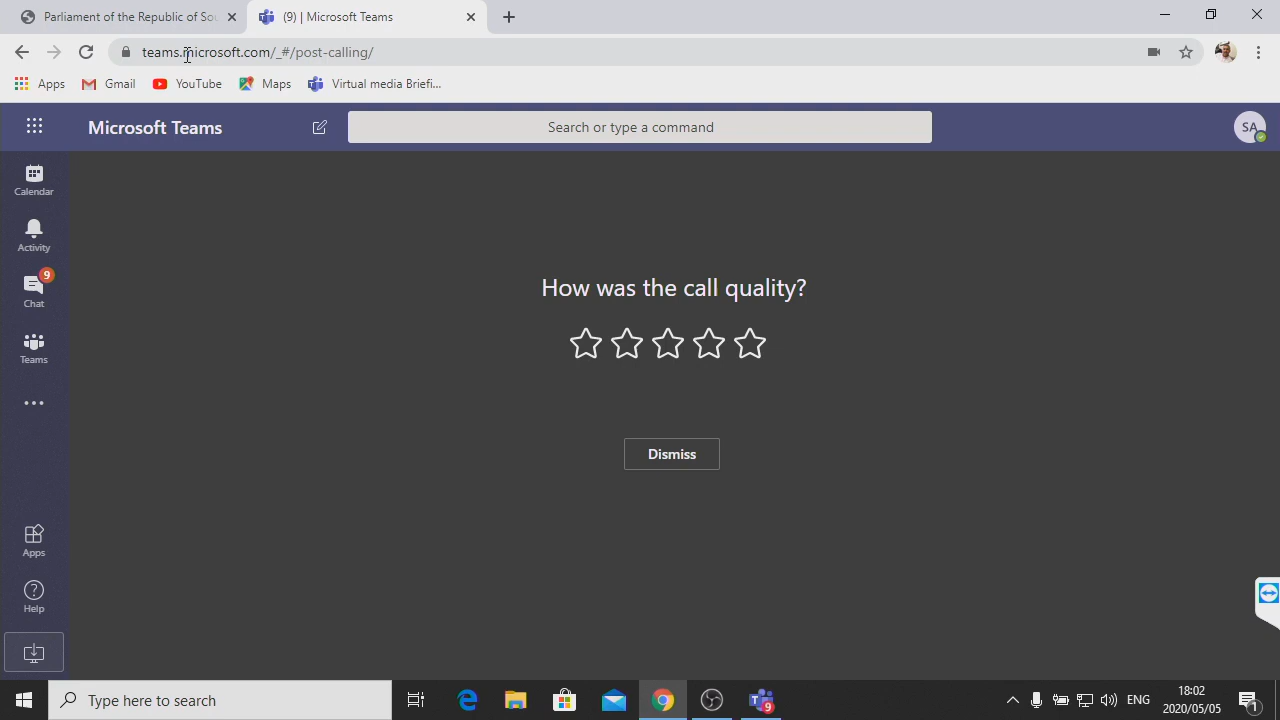 Parliament of the Republic of Sou
(9) | Microsoft Teams
teams.microsoft.com/_#/post-calling/
Apps
Gmail
YouTube
Maps
Virtual media Briefi...
Microsoft Teams
Search or type a command
SA
Calendar
Activity
9
Chat
Teams
How was the call quality?
Dismiss
Apps
Help
Type here to search
9
ENG
18:02
2020/05/05
1